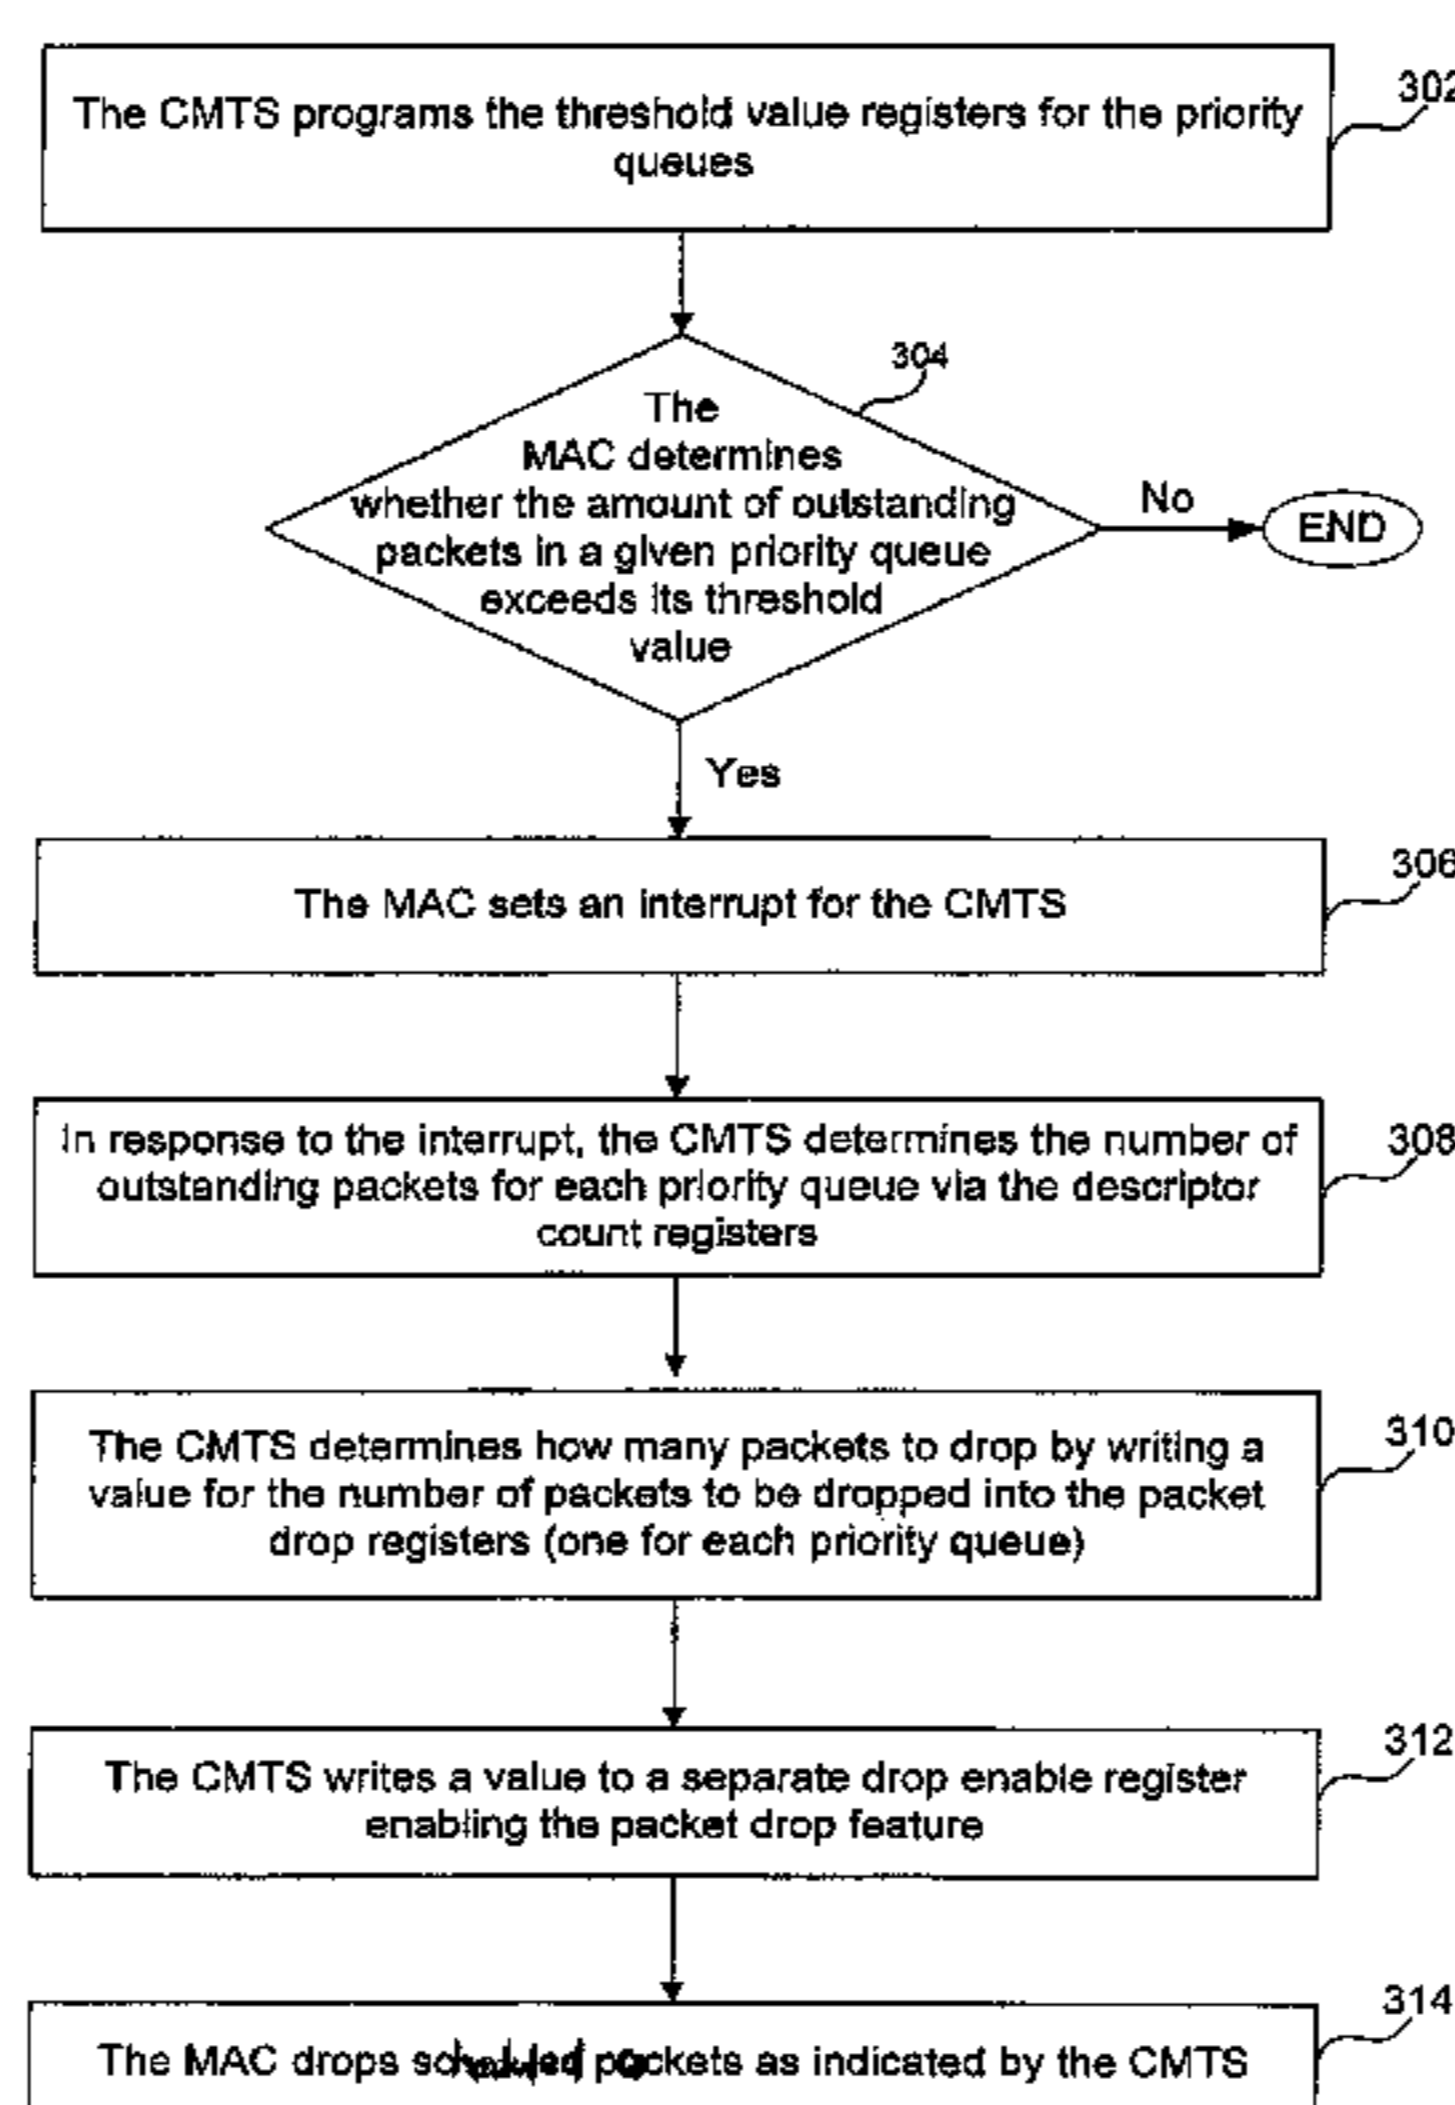 The CMTS programs the threshold value registers for the priority
queues
302
304
The
MAC determines
whether the amount of outstanding
packets in a given priority queue
exceeds its threshold
value
No
END
Yes
The MAC sets an interrupt for the CMTS
306
In response to the interrupt, the CMTS determines the number of
outstanding packets for each priority queue via the descriptor
count registers
308
The CMTS determines how many packets to drop by writing a
value for the number of packets to be dropped into the packet
drop registers (one for each priority queue)
310
The CMTS writes a value to a separate drop enable register
enabling the packet drop feature
312
The MAC drops packets as indicated by the CMTS
314